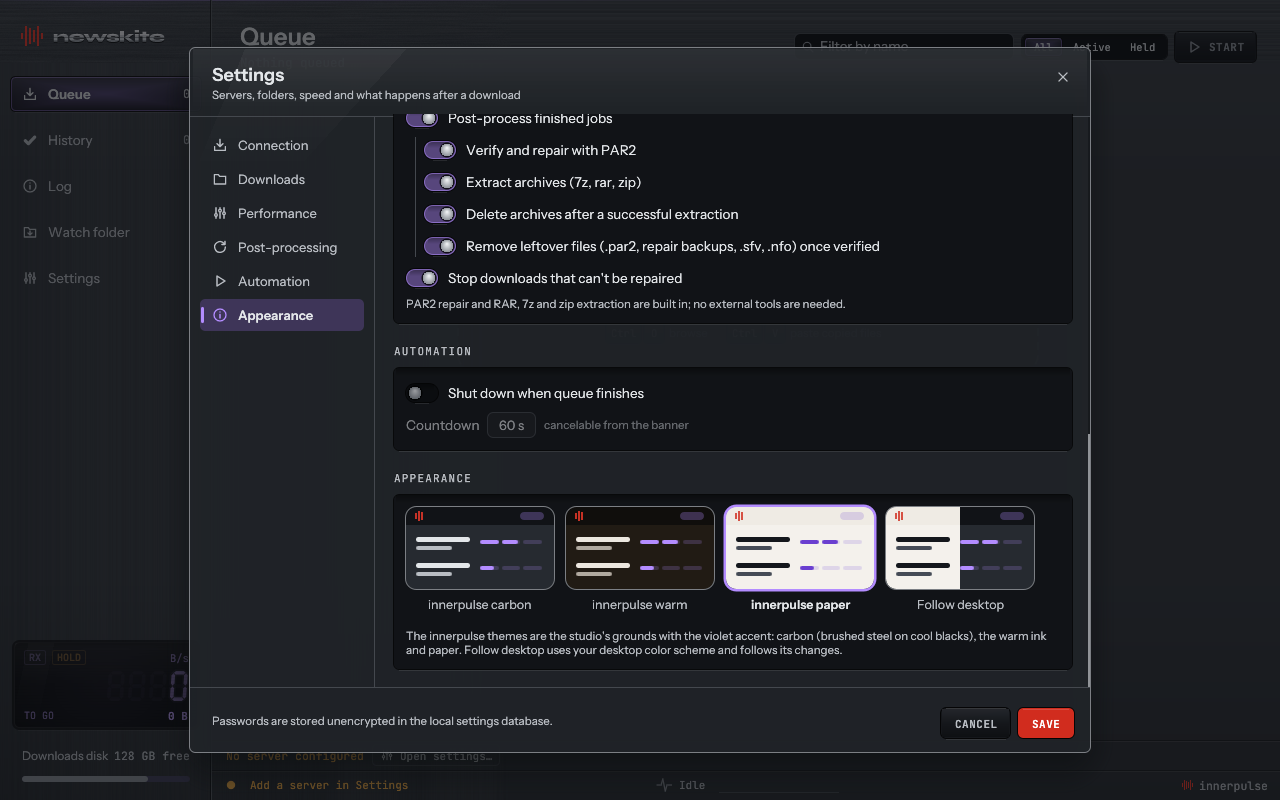 newskite
Queue
Filter by name
All
Active
Held
START
Settings
Servers, folders, speed and what happens after a download
Queue
0
History
0
Log
Watch folder
Settings
Connection
Downloads
Performance
Post-processing
Automation
Appearance
Post-process finished jobs
Verify and repair with PAR2
Extract archives (7z, rar, zip)
Delete archives after a successful extraction
Remove leftover files (.par2, repair backups, .sfv, .nfo) once verified
Stop downloads that can't be repaired
PAR2 repair and RAR, 7z and zip extraction are built in; no external tools are needed.
AUTOMATION
Shut down when queue finishes
Countdown 60 s cancelable from the banner
APPEARANCE
innerpulse carbon
innerpulse warm
innerpulse paper
Follow desktop
The innerpulse themes are the studio's grounds with the violet accent: carbon (brushed steel on cool blacks), the warm ink
and paper. Follow desktop uses your desktop color scheme and follows its changes.
RX HOLD B/s
0
TO GO 0 B
Passwords are stored unencrypted in the local settings database.
CANCEL
SAVE
Downloads disk 128 GB free
No server configured
Open settings…
Add a server in Settings
Idle
innerpulse